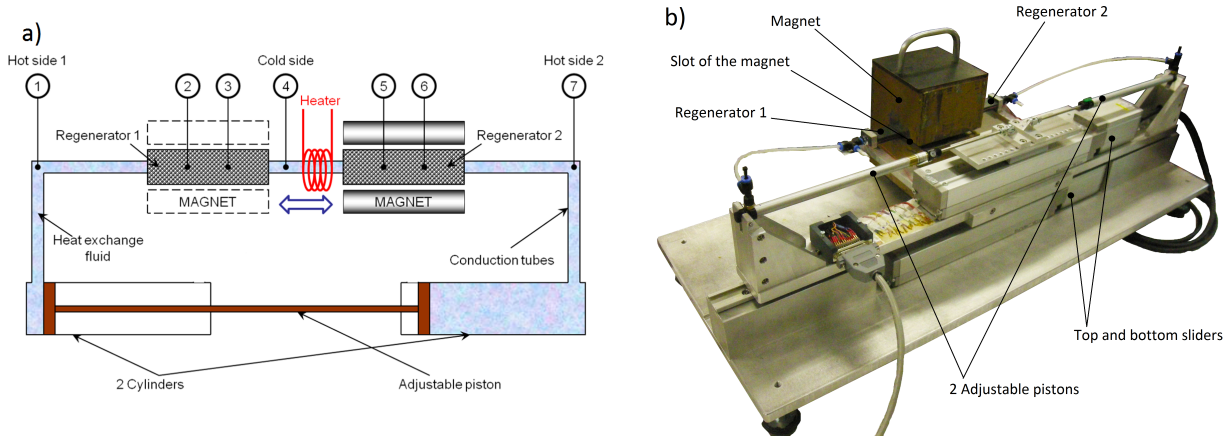 a)
Hot side 1
Cold side
Hot side 2
1
2
3
4
5
6
7
Heater
Regenerator 1
Regenerator 2
MAGNET
MAGNET
Heat exchange
fluid
Conduction tubes
2 Cylinders
Adjustable piston
b)
Magnet
Regenerator 2
Slot of the magnet
Regenerator 1
Top and bottom sliders
2 Adjustable pistons